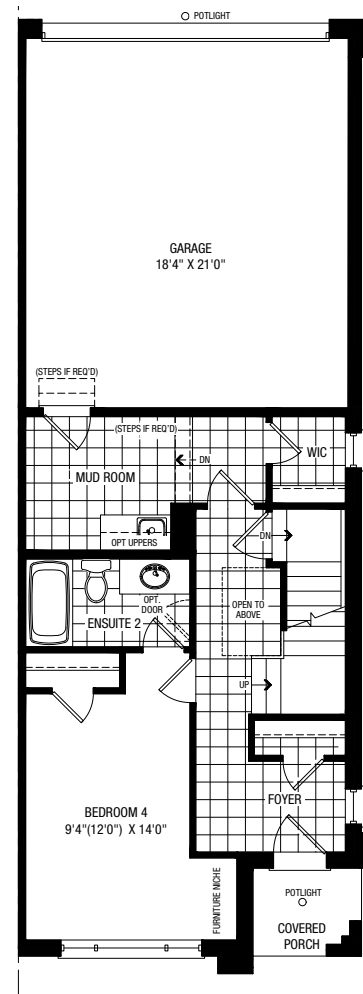 POTLIGHT
GARAGE
18'4" X 21'0"
(STEPS IF REQ'D)
(STEPS IF REQ'D)
WIC
DN
MUD ROOM
OPT UPPERS
DN
OPT.
DOOR
OPEN TO
ABOVE
ENSUITE 2
UP
FOYER
BEDROOM 4
9'4"(12'0") X 14'0"
FURNITURE NICHE
POTLIGHT
COVERED
PORCH